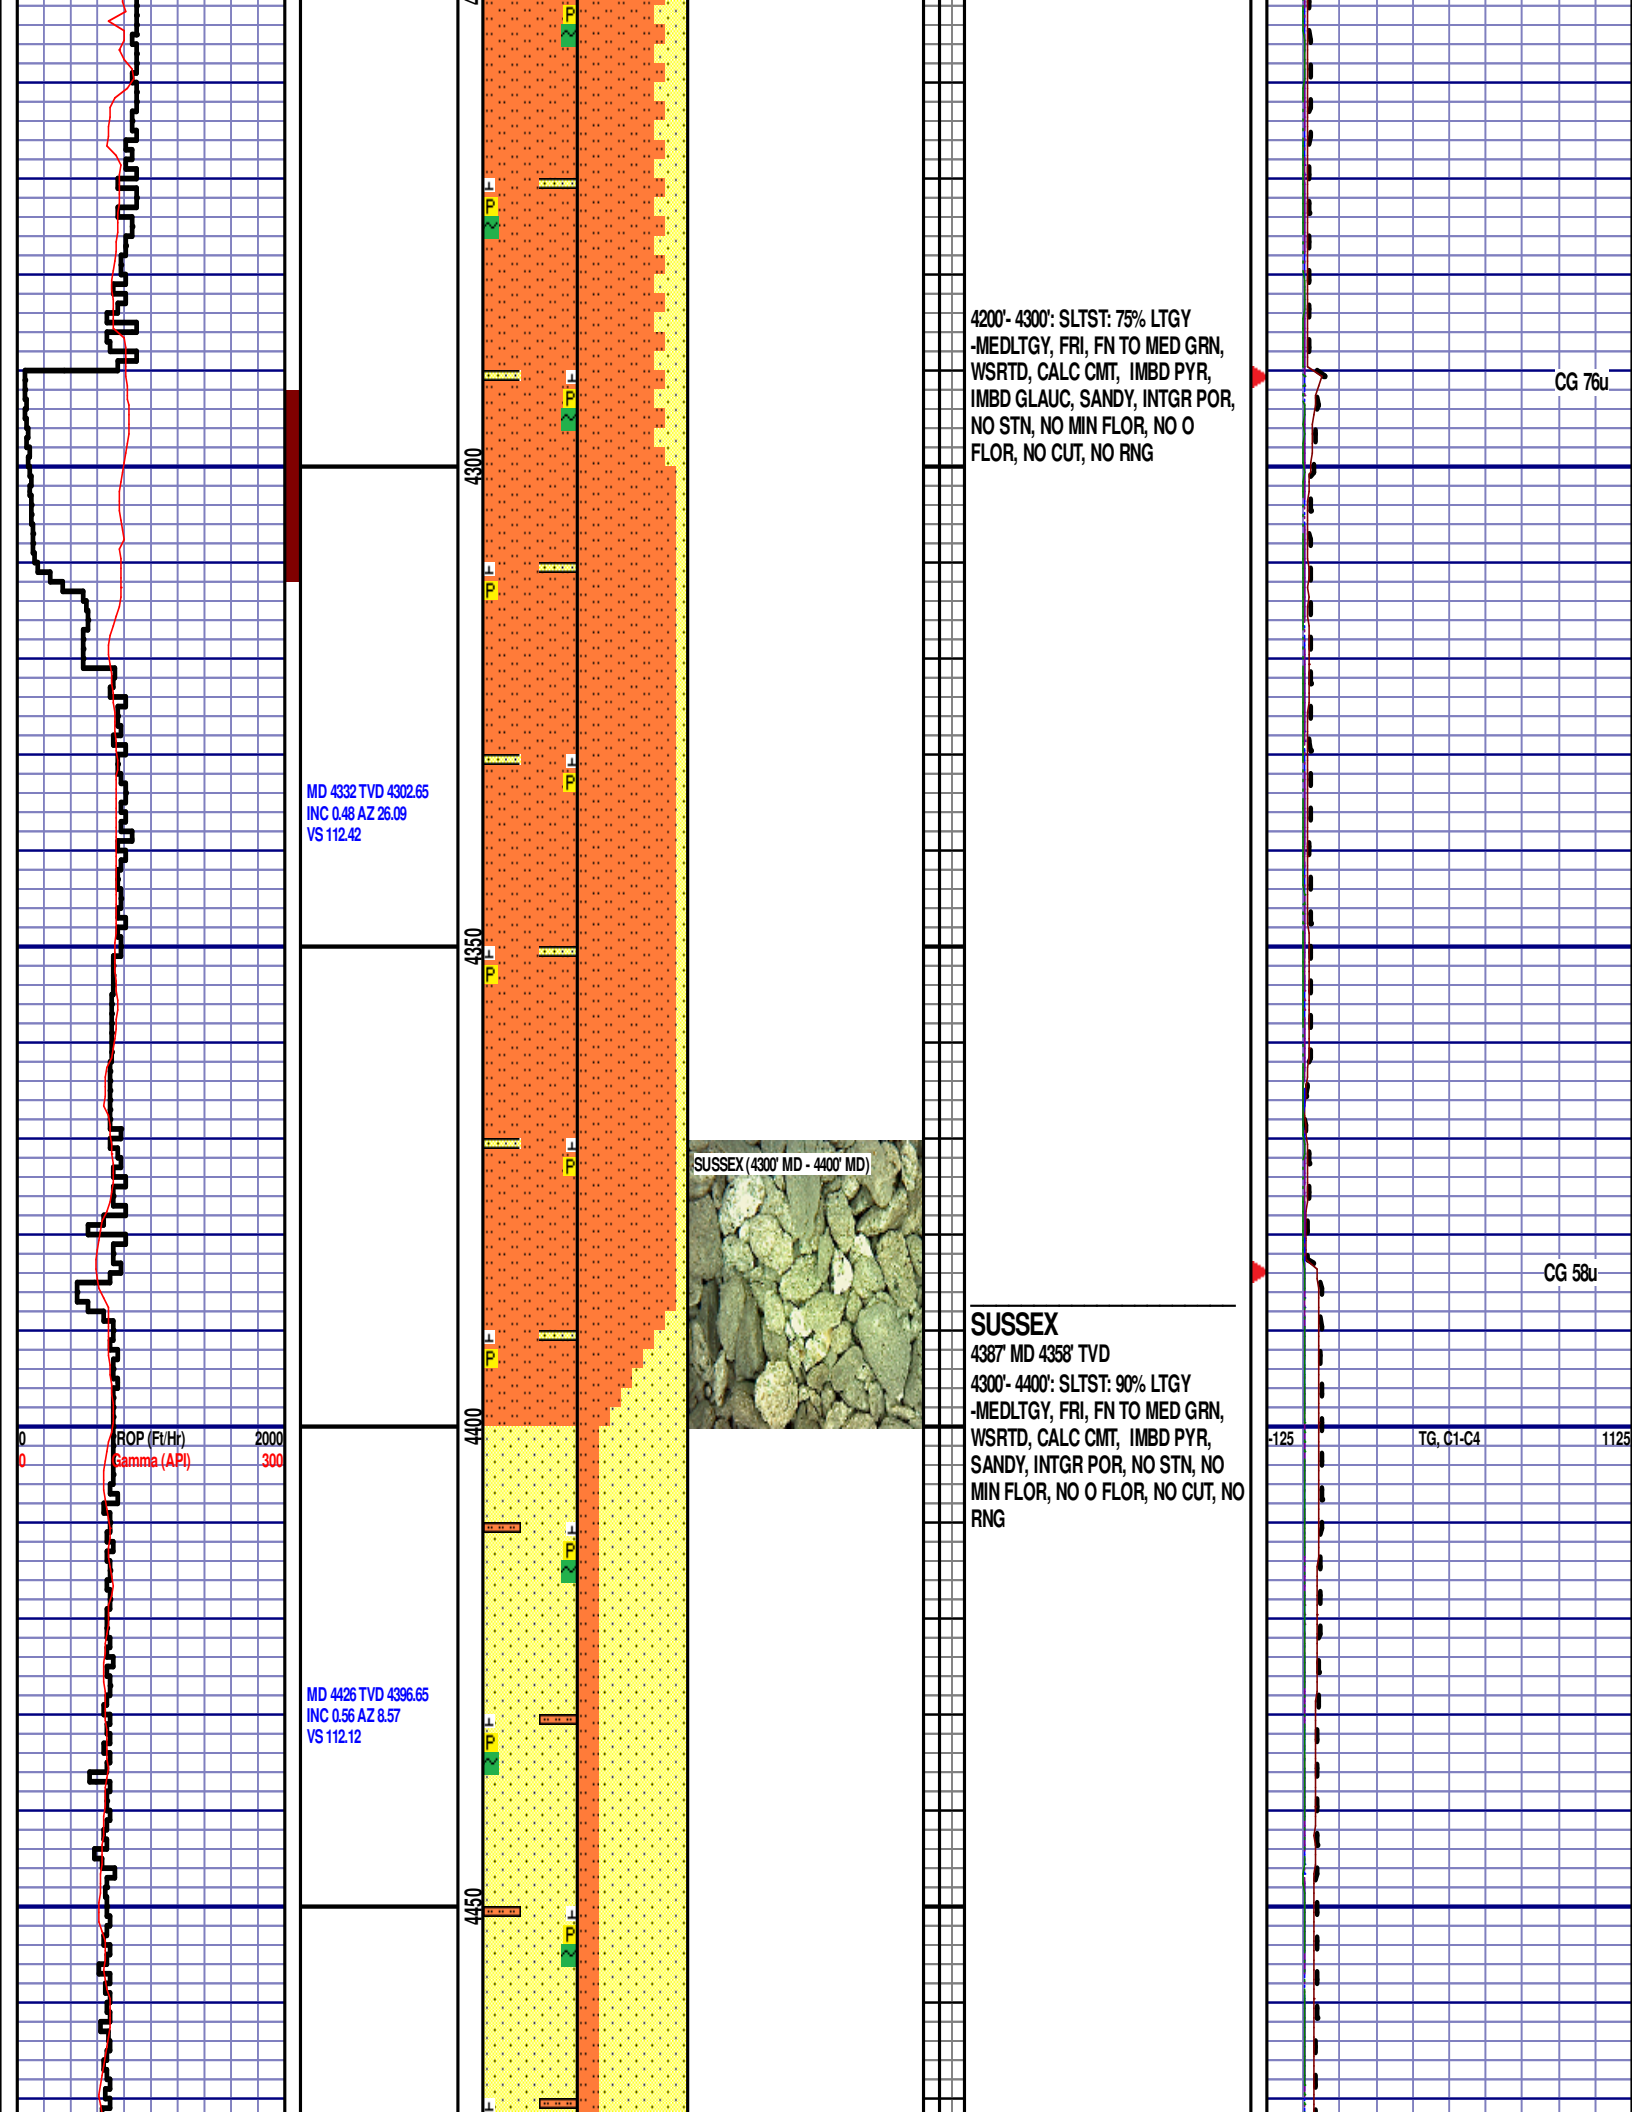 4200'- 4300': SLTST: 75% LTGY
-MEDLTGY, FRI, FN TO MED GRN,
WSRTD, CALC CMT, IMBD PYR,
IMBD GLAUC, SANDY, INTGR POR,
NO STN, NO MIN FLOR, NO O
FLOR, NO CUT, NO RNG
CG 76u
4300
MD 4332 TVD 4302.65
INC 0.48 AZ 26.09
VS 112.42
4350
SUSSEX (4300' MD - 4400' MD)
CG 58u
SUSSEX
4387' MD 4358' TVD
4300'- 4400': SLTST: 90% LTGY
-MEDLTGY, FRI, FN TO MED GRN,
WSRTD, CALC CMT, IMBD PYR,
SANDY, INTGR POR, NO STN, NO
MIN FLOR, NO O FLOR, NO CUT, NO
RNG
4400
0 ROP (Ft/Hr) 2000
0 Gamma (API) 300
-125 TG, C1-C4 1125
MD 4426 TVD 4396.65
INC 0.56 AZ 8.57
VS 112.12
4450
P
P
P
P
P
P
P
P
P
P
P